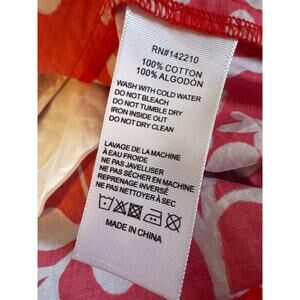 RN#142210
100% COTTON
100% ALGODÓN
WASH WITH COLD WATER
DO NOT BLEACH
DO NOT TUMBLE DRY
IRON INSIDE OUT
DO NOT DRY CLEAN
LAVAGE DE LA MACHINE
À EAU FROIDE
NE PAS JAVELLISER
NE PAS SÉCHER EN MACHINE
REPRENAGE INVERSÉ
NE PAS NETTOYER À SEC
MADE IN CHINA